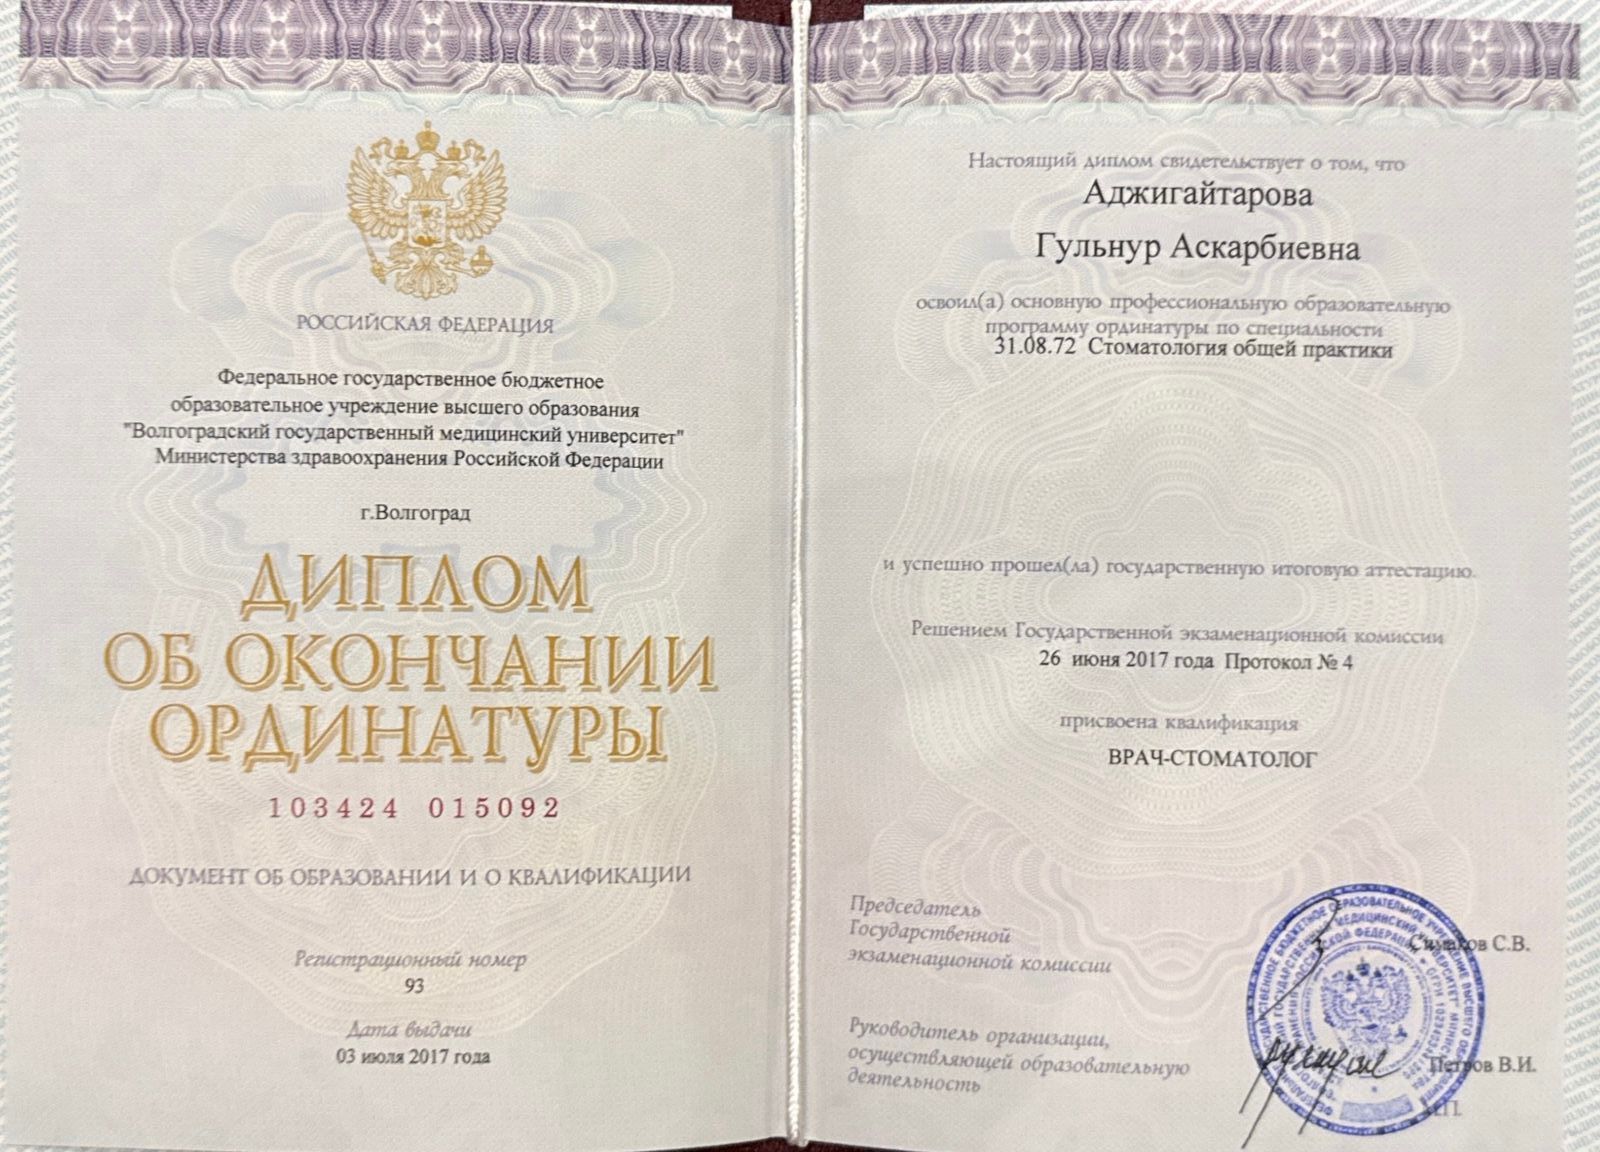 РОССИЙСКАЯ ФЕДЕРАЦИЯ
Федеральное государственное бюджетное
образовательное учреждение высшего образования
"Волгоградский государственный медицинский университет"
Министерства здравоохранения Российской Федерации
г.Волгоград
ДИПЛОМ
ОБ ОКОНЧАНИИ
ОРДИНАТУРЫ
103424 015092
ДОКУМЕНТ ОБ ОБРАЗОВАНИИ И О КВАЛИФИКАЦИИ
Регистрационный номер
93
Дата выдачи
03 июля 2017 года
Настоящий диплом свидетельствует о том, что
Аджигайтарова
Гульнур Аскарбиевна
освоил(а) основную профессиональную образовательную
программу ординатуры по специальности
31.08.72 Стоматология общей практики
и успешно прошел(ла) государственную итоговую аттестацию.
Решением Государственной экзаменационной комиссии
26 июня 2017 года Протокол № 4
присвоена квалификация
ВРАЧ-СТОМАТОЛОГ
Председатель
Государственной
экзаменационной комиссии
Симаков С.В.
Руководитель организации,
осуществляющей образовательную
деятельность
Петров В.И.
М.П.